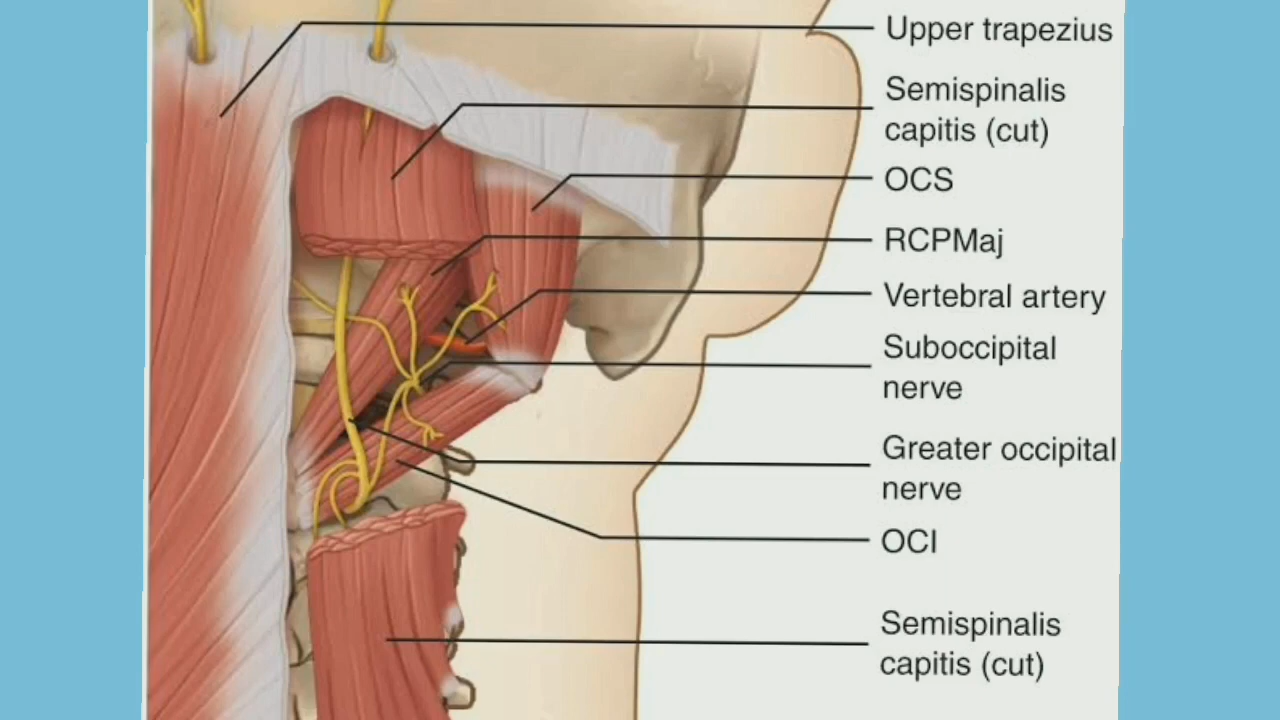 Upper trapezius
Semispinalis
capitis (cut)
OCS
RCPMaj
Vertebral artery
Suboccipital
nerve
Greater occipital
nerve
OCI
Semispinalis
capitis (cut)